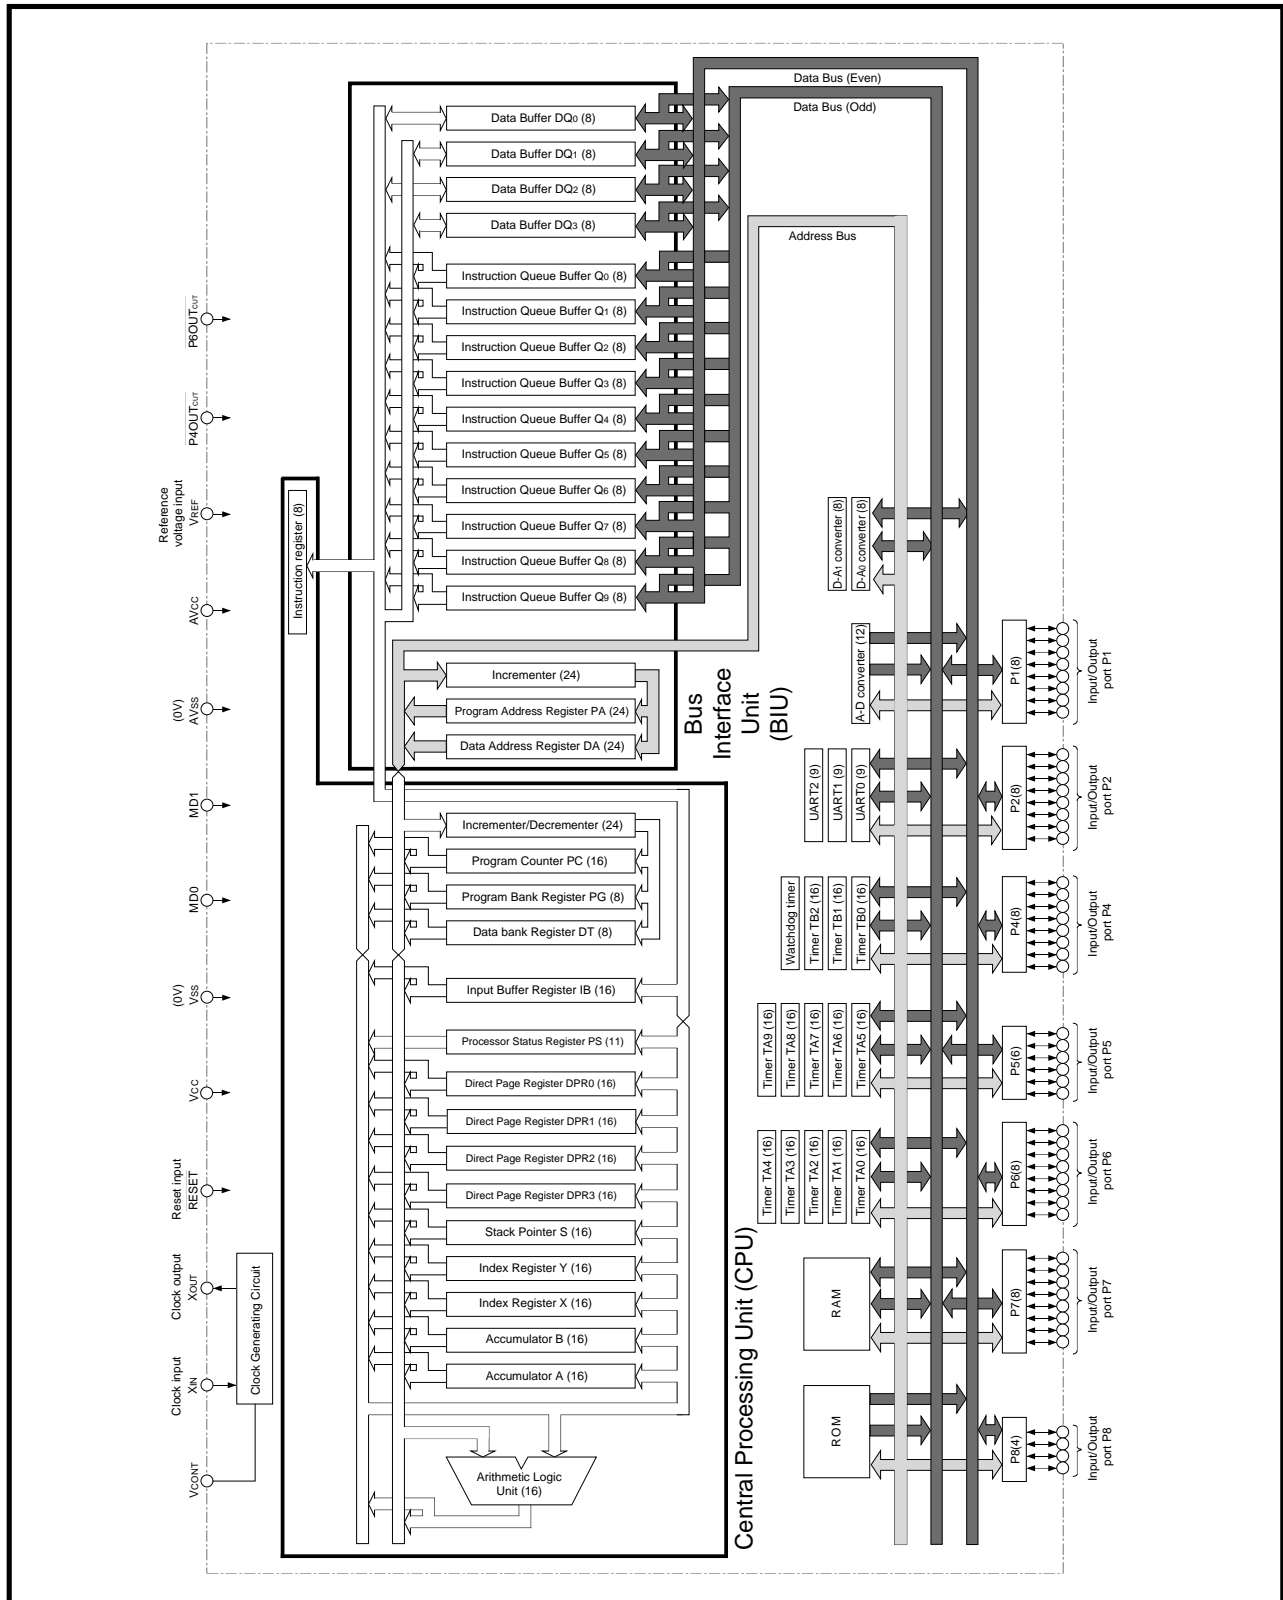 Data Bus (Even)
Data Bus (Odd)
Address Bus
Data Buffer DQ0 (8)
Data Buffer DQ1 (8)
Data Buffer DQ2 (8)
Data Buffer DQ3 (8)
Instruction Queue Buffer Q0 (8)
Instruction Queue Buffer Q1 (8)
Instruction Queue Buffer Q2 (8)
Instruction Queue Buffer Q3 (8)
Instruction Queue Buffer Q4 (8)
Instruction Queue Buffer Q5 (8)
Instruction Queue Buffer Q6 (8)
Instruction Queue Buffer Q7 (8)
Instruction Queue Buffer Q8 (8)
Instruction Queue Buffer Q9 (8)
Incrementer (24)
Program Address Register PA (24)
Data Address Register DA (24)
Bus
Interface
Unit
(BIU)
Instruction register (8)
Incrementer/Decrementer (24)
Program Counter PC (16)
Program Bank Register PG (8)
Data bank Register DT (8)
Input Buffer Register IB (16)
Processor Status Register PS (11)
Direct Page Register DPR0 (16)
Direct Page Register DPR1 (16)
Direct Page Register DPR2 (16)
Direct Page Register DPR3 (16)
Stack Pointer S (16)
Index Register Y (16)
Index Register X (16)
Accumulator B (16)
Accumulator A (16)
Arithmetic Logic
Unit (16)
Central Processing Unit (CPU)
P6OUTCUT
P4OUTCUT
Reference
voltage input
VREF
AVCC
(0V)
AVSS
MD1
MD0
(0V)
VSS
VCC
Reset input
RESET
Clock output
XOUT
Clock input
XIN
VCONT
Clock Generating Circuit
D-A1 converter (8)
D-A0 converter (8)
A-D converter (12)
UART2 (9)
UART1 (9)
UART0 (9)
Watchdog timer
Timer TB2 (16)
Timer TB1 (16)
Timer TB0 (16)
Timer TA9 (16)
Timer TA8 (16)
Timer TA7 (16)
Timer TA6 (16)
Timer TA5 (16)
Timer TA4 (16)
Timer TA3 (16)
Timer TA2 (16)
Timer TA1 (16)
Timer TA0 (16)
RAM
ROM
P1(8)
Input/Output
port P1
P2(8)
Input/Output
port P2
P4(8)
Input/Output
port P4
P5(6)
Input/Output
port P5
P6(8)
Input/Output
port P6
P7(8)
Input/Output
port P7
P8(4)
Input/Output
port P8